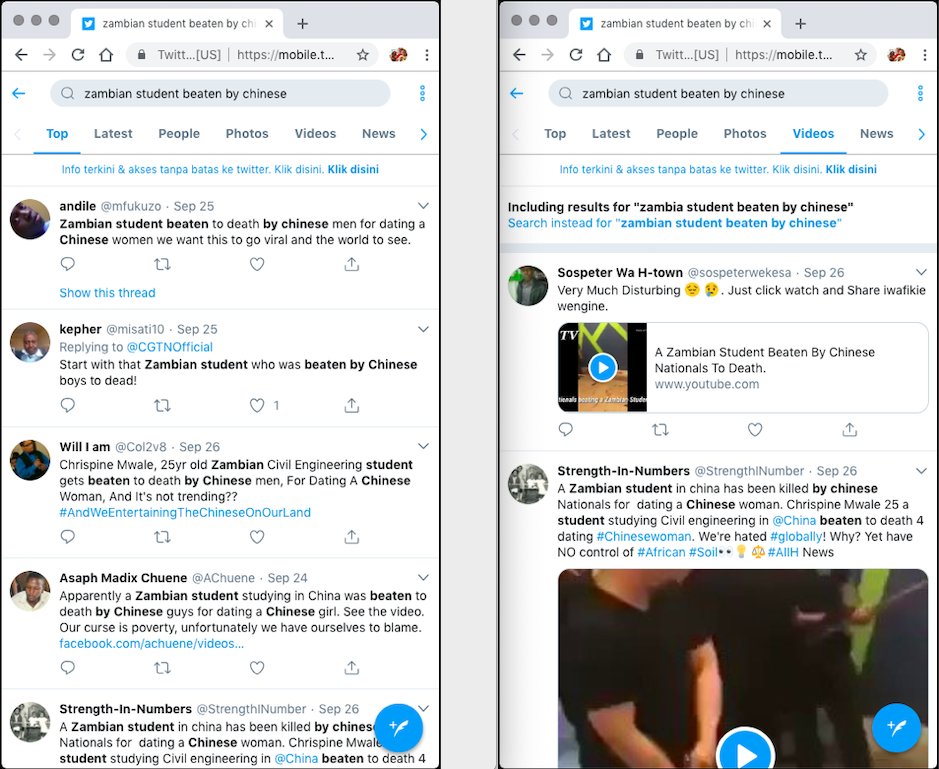 zambian student beaten by chi
Twitt...[US]
https://mobile.t...
zambian student beaten by chinese
Top
Latest
People
Photos
Videos
News
Info terkini & akses tanpa batas ke twitter. Klik disini. Klik disini
andile @mfukuzo · Sep 25
Zambian student beaten to death by chinese men for dating a
Chinese women we want this to go viral and the world to see.
Show this thread
kepher @misati10 · Sep 25
Replying to @CGTNOfficial
Start with that Zambian student who was beaten by Chinese
boys to dead!
1
Will I am @Col2v8 · Sep 26
Chrispine Mwale, 25yr old Zambian Civil Engineering student
gets beaten to death by Chinese men, For Dating A Chinese
Woman, And It's not trending??
#AndWeEntertainingTheChineseOnOurLand
Asaph Madix Chuene @AChuene · Sep 24
Apparently a Zambian student studying in China was beaten to
death by Chinese guys for dating a Chinese girl. See the video.
Our curse is poverty, unfortunately we have ourselves to blame.
facebook.com/achuene/videos...
Strength-In-Numbers @StrengthINumber · Sep 26
A Zambian student in china has been killed by chinese
Nationals for dating a Chinese woman. Chrispine Mwale
student studying Civil engineering in @China beaten to death 4
zambian student beaten by chi
Twitt...[US]
https://mobile.t...
zambian student beaten by chinese
Top
Latest
People
Photos
Videos
News
Info terkini & akses tanpa batas ke twitter. Klik disini. Klik disini
Including results for "zambia student beaten by chinese"
Search instead for "zambian student beaten by chinese"
Sospeter Wa H-town @sospeterwekesa · Sep 26
Very Much Disturbing 😔 😢. Just click watch and Share iwafikie
wengine.
TV
tionals beating a Zambian Studen
A Zambian Student Beaten By Chinese
Nationals To Death.
www.youtube.com
Strength-In-Numbers @StrengthINumber · Sep 26
A Zambian student in china has been killed by chinese
Nationals for dating a Chinese woman. Chrispine Mwale 25 a
student studying Civil engineering in @China beaten to death 4
dating #Chinesewoman. We're hated #globally! Why? Yet have
NO control of #African #Soil👀💡⚖️#AIIH News